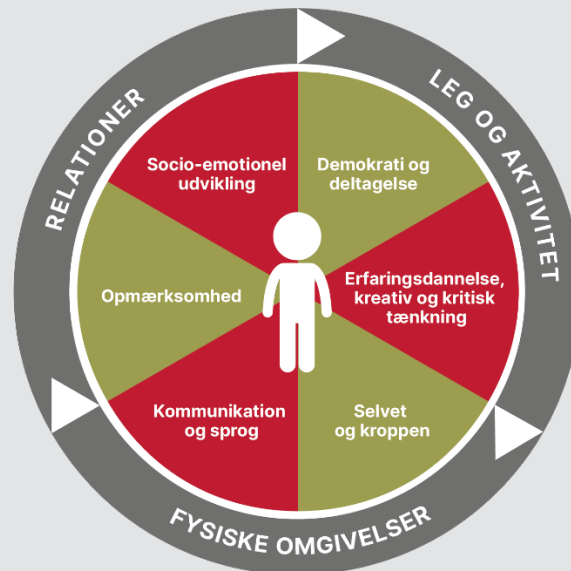 RELATIONER
LEG OG AKTIVITET
Socio-emotionel
udvikling
Demokrati og
deltagelse
Opmærksomhed
Erfaringsdannelse,
kreativ og kritisk
tænkning
Kommunikation
og sprog
Selvet
og kroppen
FYSISKE OMGIVELSER